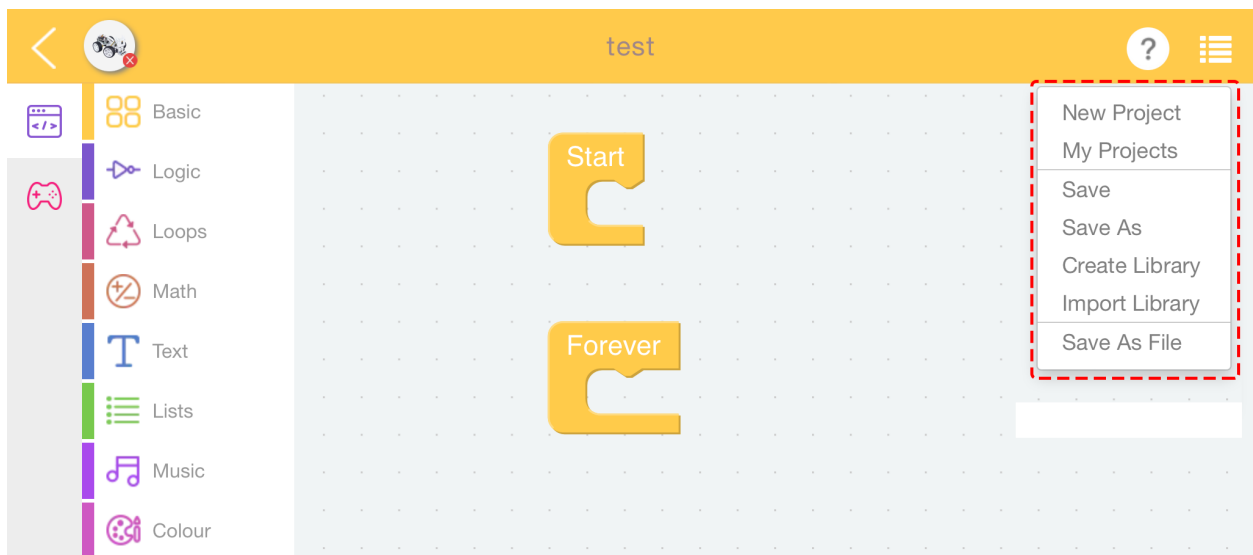 test
?
Basic
Logic
Loops
Math
Text
Lists
Music
Colour
Start
Forever
New Project
My Projects
Save
Save As
Create Library
Import Library
Save As File